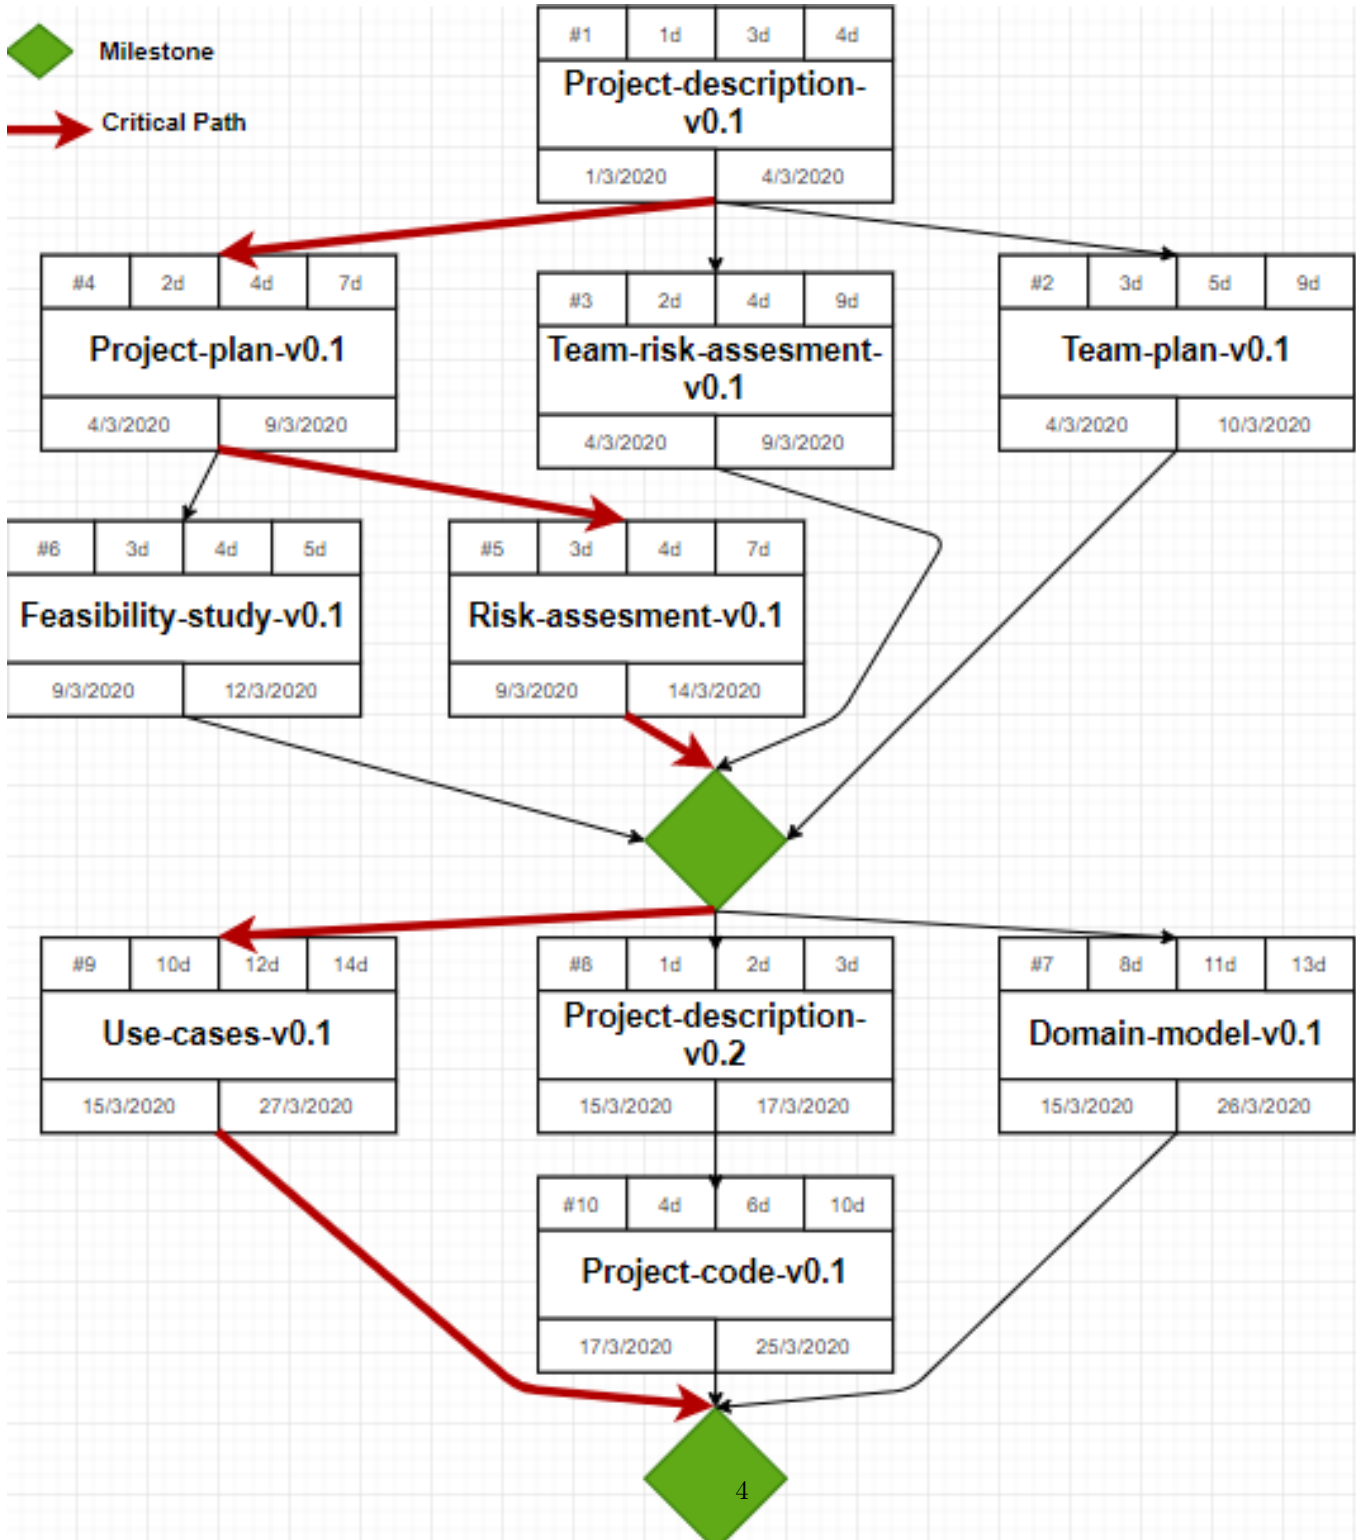 Milestone
Critical Path
#1 1d 3d 4d
Project-description-
v0.1
1/3/2020 4/3/2020
#4 2d 4d 7d
Project-plan-v0.1
4/3/2020 9/3/2020
#3 2d 4d 9d
Team-risk-assesment-
v0.1
4/3/2020 9/3/2020
#2 3d 5d 9d
Team-plan-v0.1
4/3/2020 10/3/2020
#6 3d 4d 5d
Feasibility-study-v0.1
9/3/2020 12/3/2020
#5 3d 4d 7d
Risk-assesment-v0.1
9/3/2020 14/3/2020
#9 10d 12d 14d
Use-cases-v0.1
15/3/2020 27/3/2020
#8 1d 2d 3d
Project-description-
v0.2
15/3/2020 17/3/2020
#7 8d 11d 13d
Domain-model-v0.1
15/3/2020 26/3/2020
#10 4d 6d 10d
Project-code-v0.1
17/3/2020 25/3/2020
4